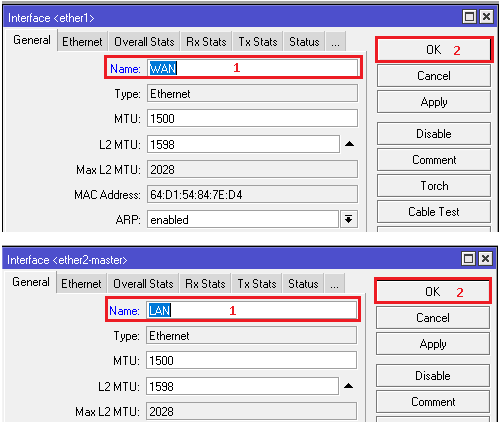 Interface <ether1>
General Ethernet Overall Stats Rx Stats Tx Stats Status ...
Name: WAN 1 OK 2
Type: Ethernet Cancel
MTU: 1500 Apply
L2 MTU: 1598 Disable
Max L2 MTU: 2028 Comment
MAC Address: 64:D1:54:84:7E:D4 Torch
ARP: enabled Cable Test
Interface <ether2-master>
General Ethernet Overall Stats Rx Stats Tx Stats Status ...
Name: LAN 1 OK 2
Type: Ethernet Cancel
MTU: 1500 Apply
L2 MTU: 1598 Disable
Max L2 MTU: 2028 Comment